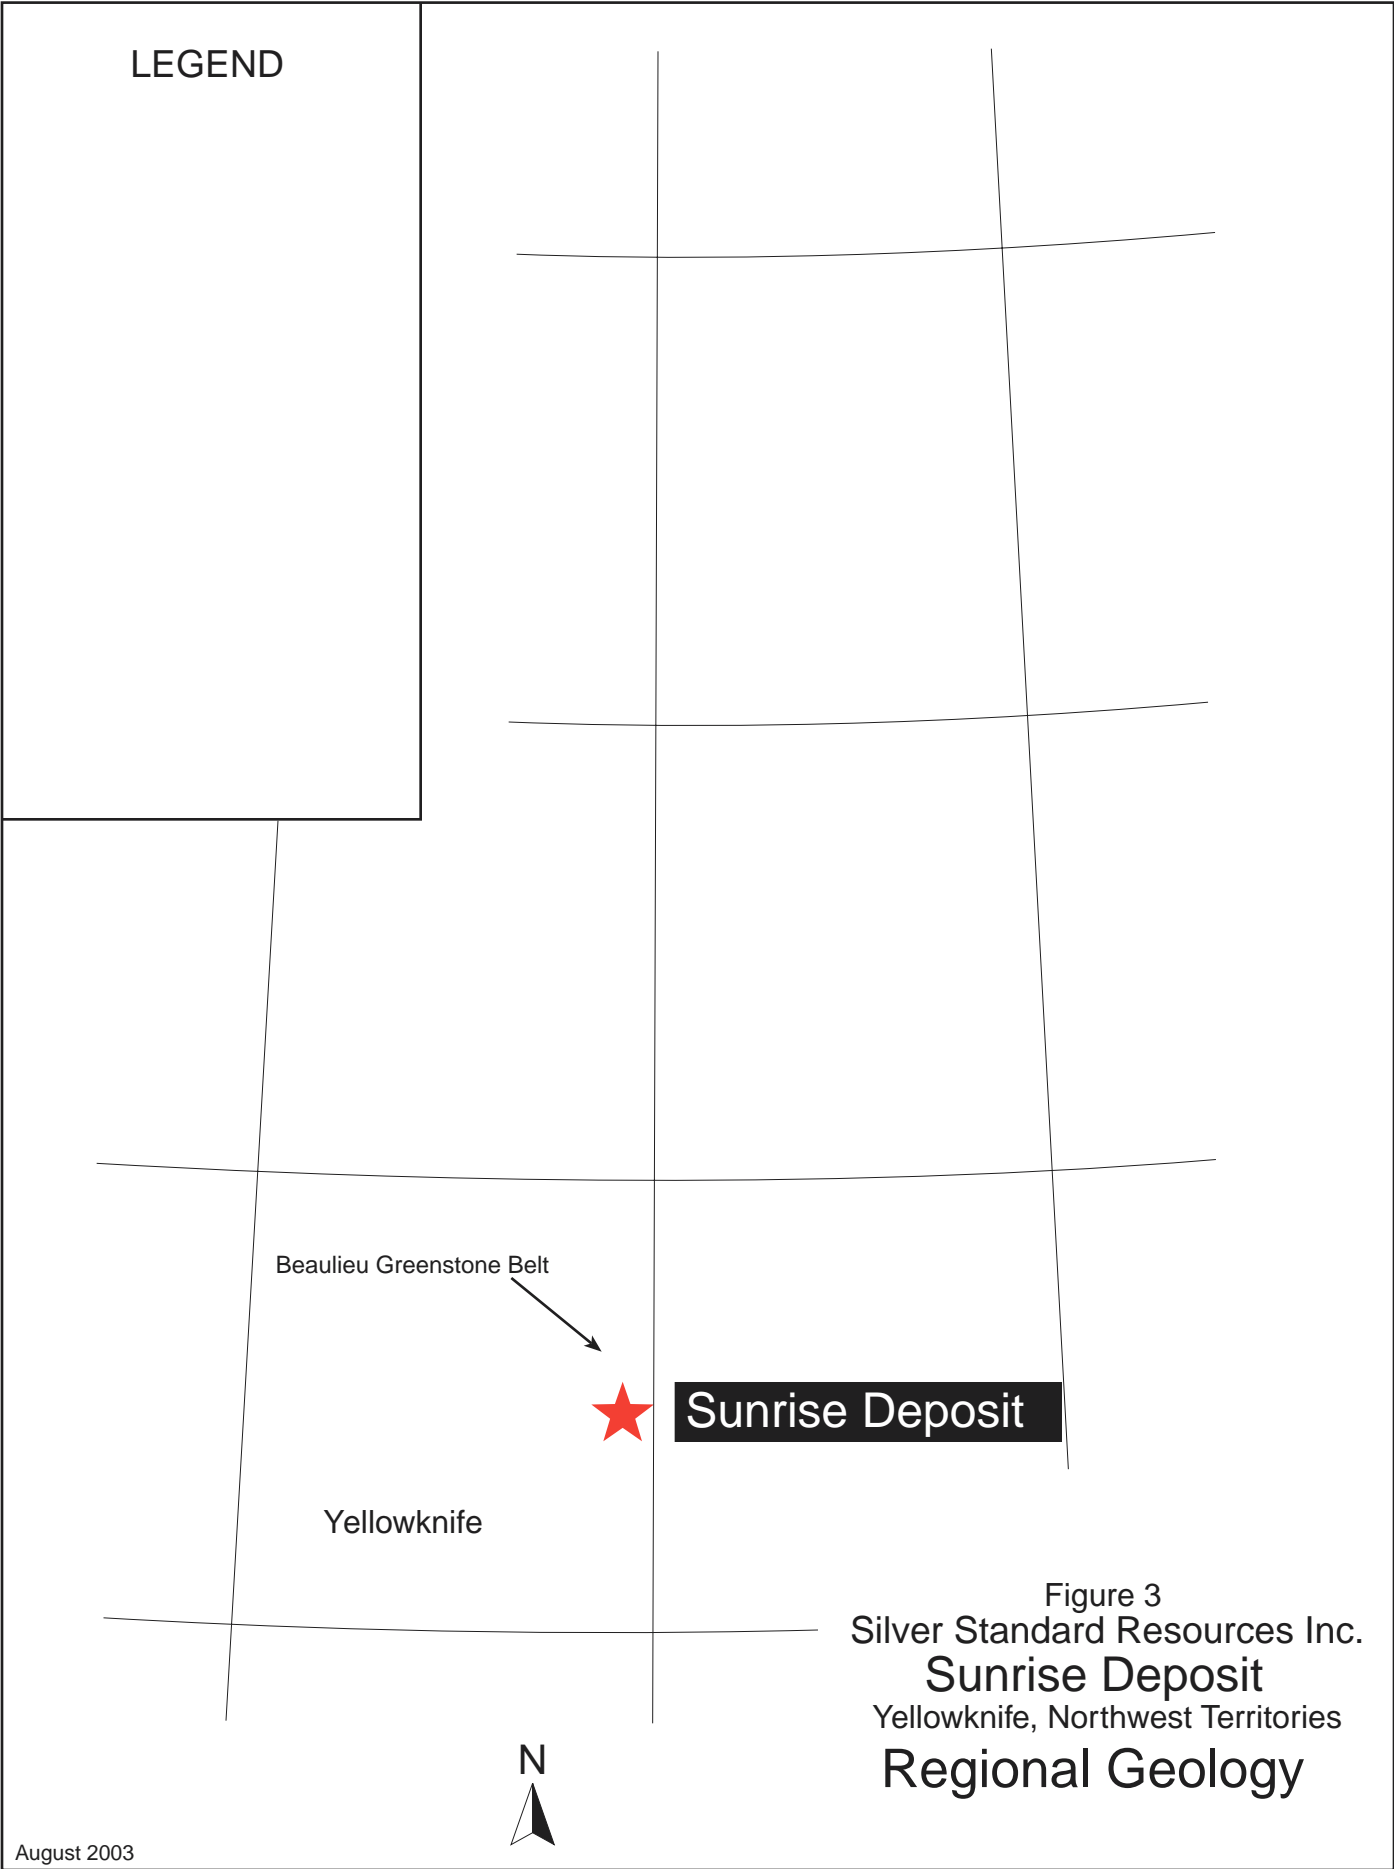 LEGEND
Beaulieu Greenstone Belt
Sunrise Deposit
Yellowknife
Figure 3
Silver Standard Resources Inc.
Sunrise Deposit
Yellowknife, Northwest Territories
Regional Geology
N
August 2003